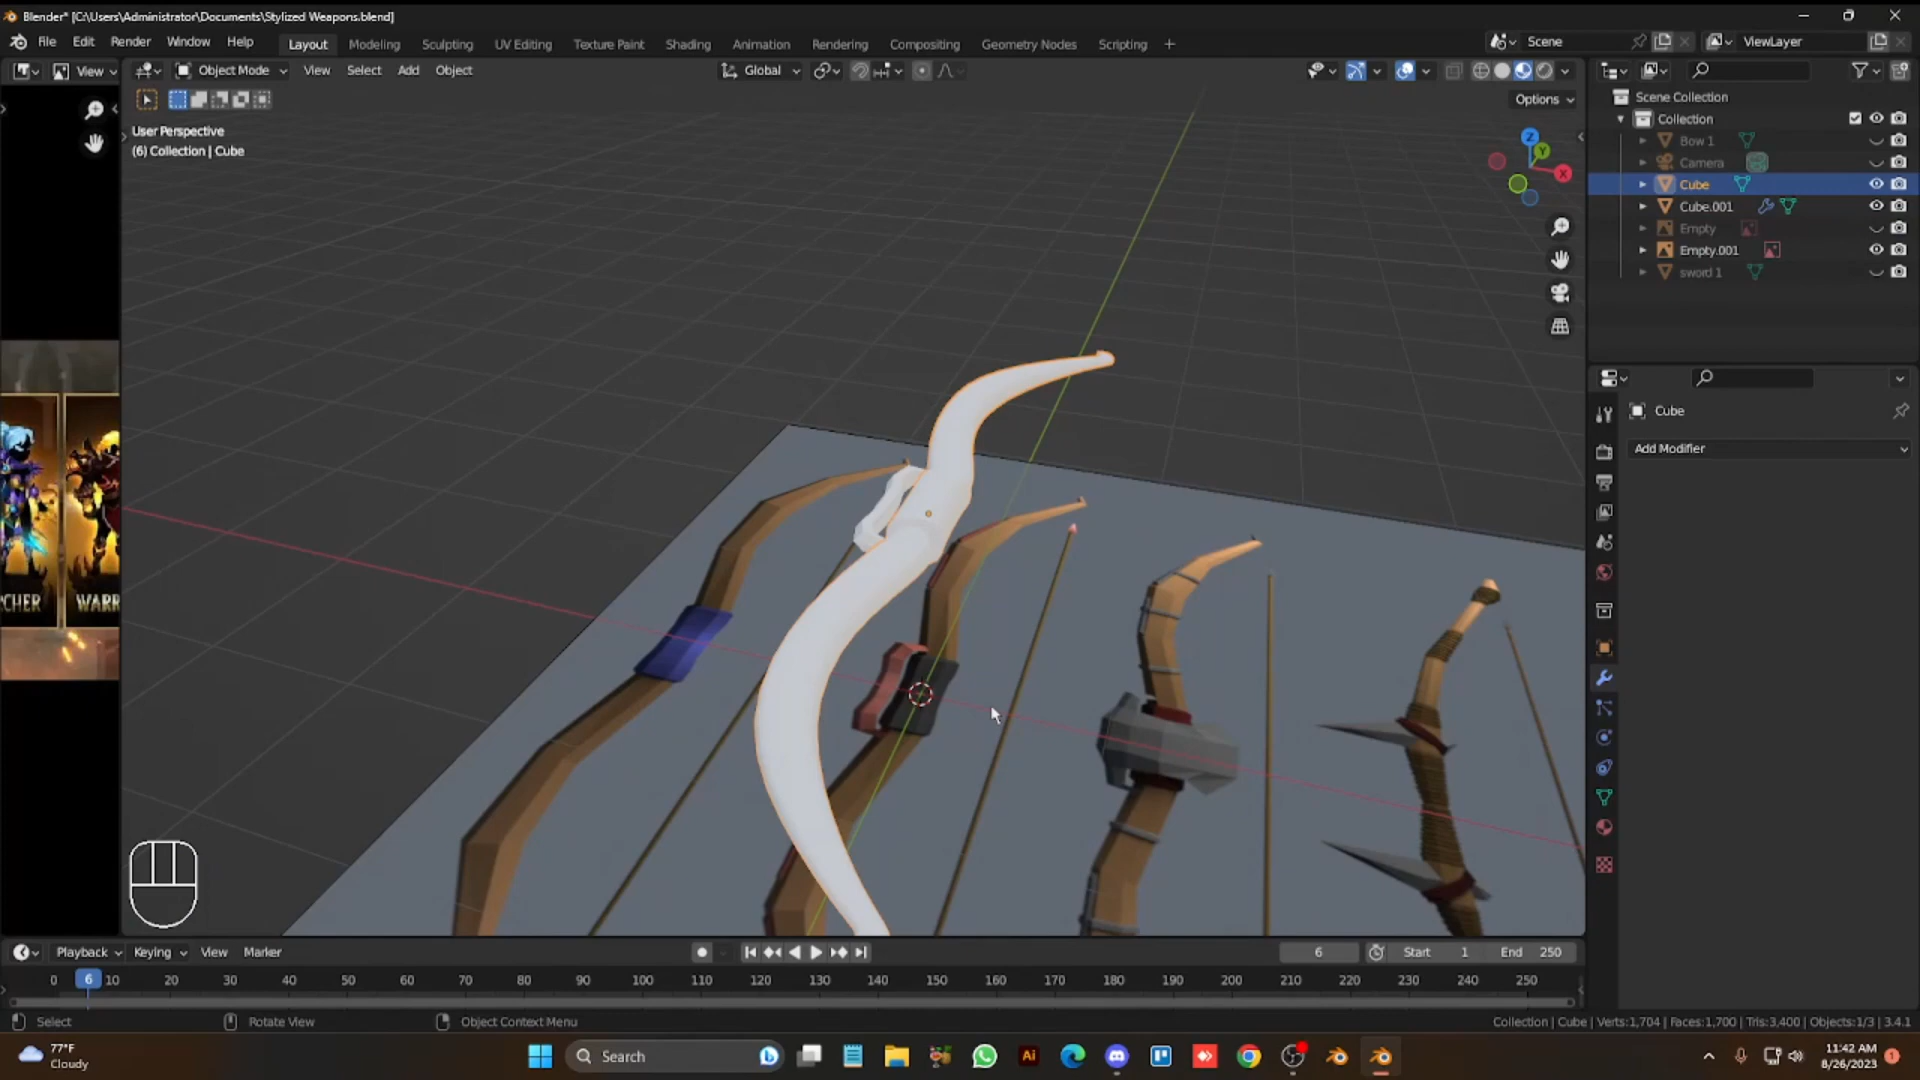 Blender* [C:\Users\Administrator\Documents\Stylized Weapons.blend]
File Edit Render Window Help
Layout Modeling Sculpting UV Editing Texture Paint Shading Animation Rendering Compositing Geometry Nodes Scripting +
Scene
ViewLayer
View
Object Mode View Select Add Object
Global
Options
User Perspective
(6) Collection | Cube
Z
Y
X
Scene Collection
Collection
Bow 1
Camera
Cube
Cube.001
Empty
Empty.001
sword 1
Cube
Add Modifier
CHER
WARR
Playback Keying View Marker
6 Start 1 End 250
0 6 10 20 30 40 50 60 70 80 90 100 110 120 130 140 150 160 170 180 190 200 210 220 230 240 250
Select Rotate View Object Context Menu
Collection | Cube | Verts:1,704 | Faces:1,700 | Tris:3,400 | Objects:1/3 | 3.4.1
77°F
Cloudy
Search
Ai
11:42 AM
8/26/2023
1